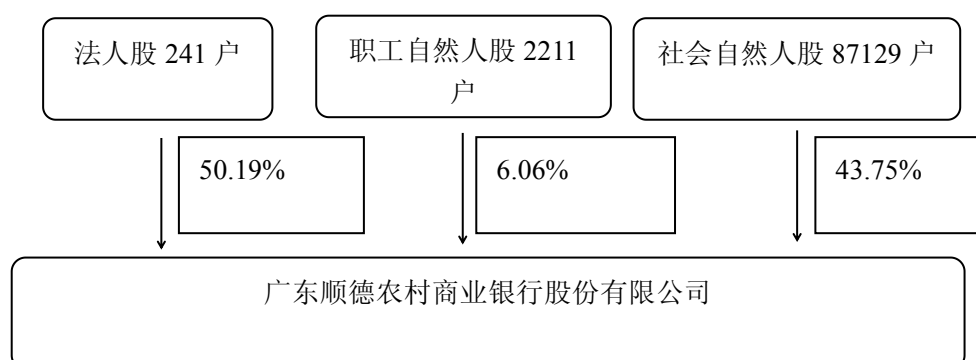 法人股 241 户
职工自然人股 2211
户
社会自然人股 87129 户
50.19%
6.06%
43.75%
广东顺德农村商业银行股份有限公司